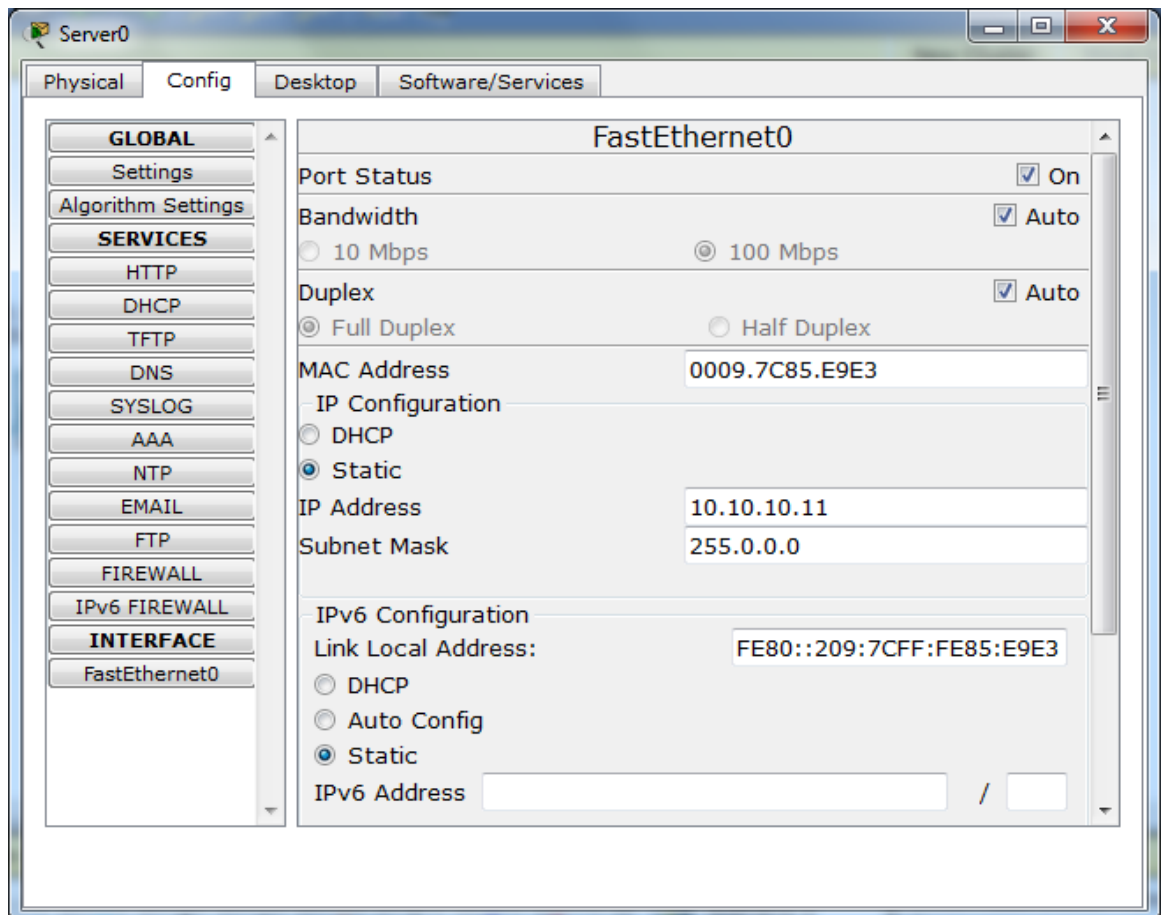 Server0
Physical Config Desktop Software/Services
GLOBAL
Settings
Algorithm Settings
SERVICES
HTTP
DHCP
TFTP
DNS
SYSLOG
AAA
NTP
EMAIL
FTP
FIREWALL
IPv6 FIREWALL
INTERFACE
FastEthernet0
FastEthernet0
Port Status On
Bandwidth Auto
10 Mbps 100 Mbps
Duplex Auto
Full Duplex Half Duplex
MAC Address 0009.7C85.E9E3
IP Configuration
DHCP
Static
IP Address 10.10.10.11
Subnet Mask 255.0.0.0
IPv6 Configuration
Link Local Address: FE80::209:7CFF:FE85:E9E3
DHCP
Auto Config
Static
IPv6 Address /